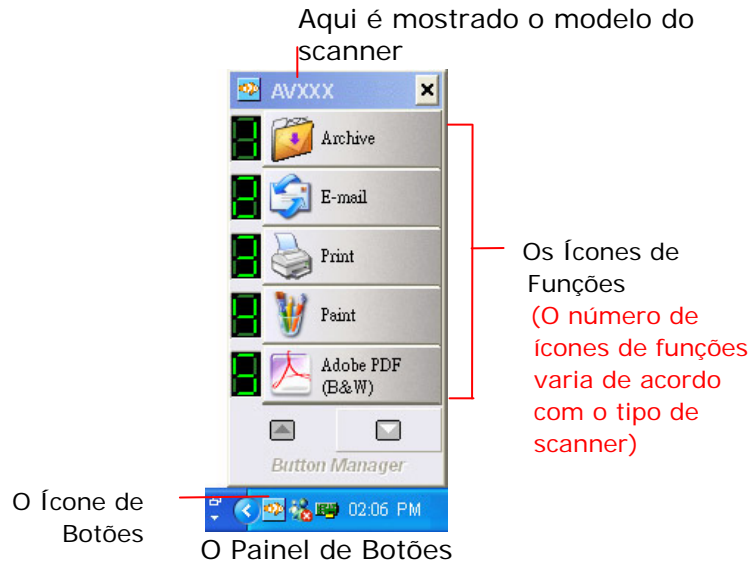 Aqui é mostrado o modelo do
scanner
AVXXX
Archive
E-mail
Print
Paint
Adobe PDF
(B&W)
Button Manager
02:06 PM
Os Ícones de
Funções
(O número de
ícones de funções
varia de acordo
com o tipo de
scanner)
O Ícone de
Botões
O Painel de Botões